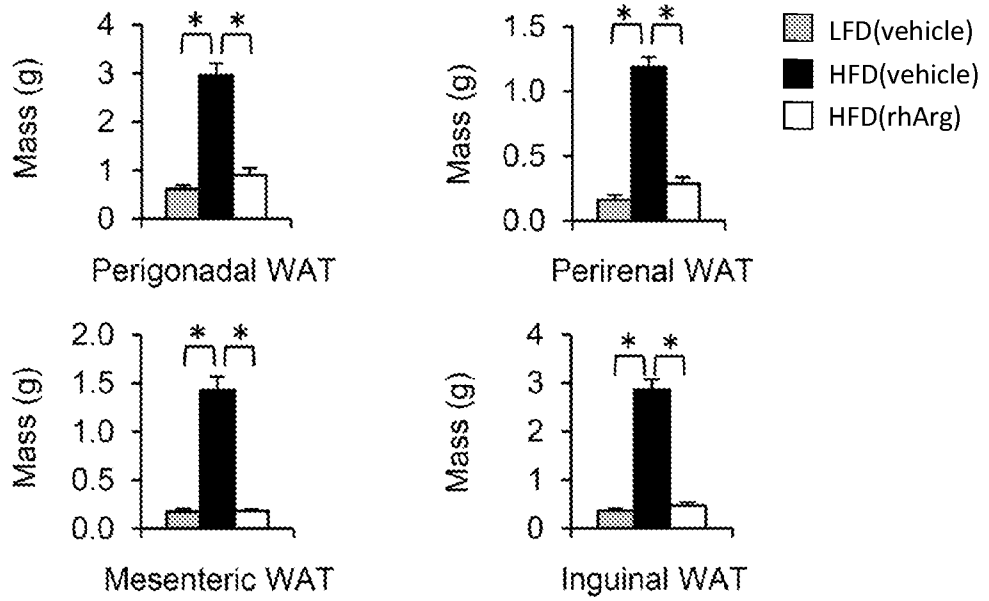 4
3
2
1
0
Mass (g)
* *
Perigonadal WAT
1.5
1.0
0.5
0.0
Mass (g)
* *
Perirenal WAT
LFD(vehicle)
HFD(vehicle)
HFD(rhArg)
2.0
1.5
1.0
0.5
0.0
Mass (g)
* *
Mesenteric WAT
4
3
2
1
0
Mass (g)
* *
Inguinal WAT